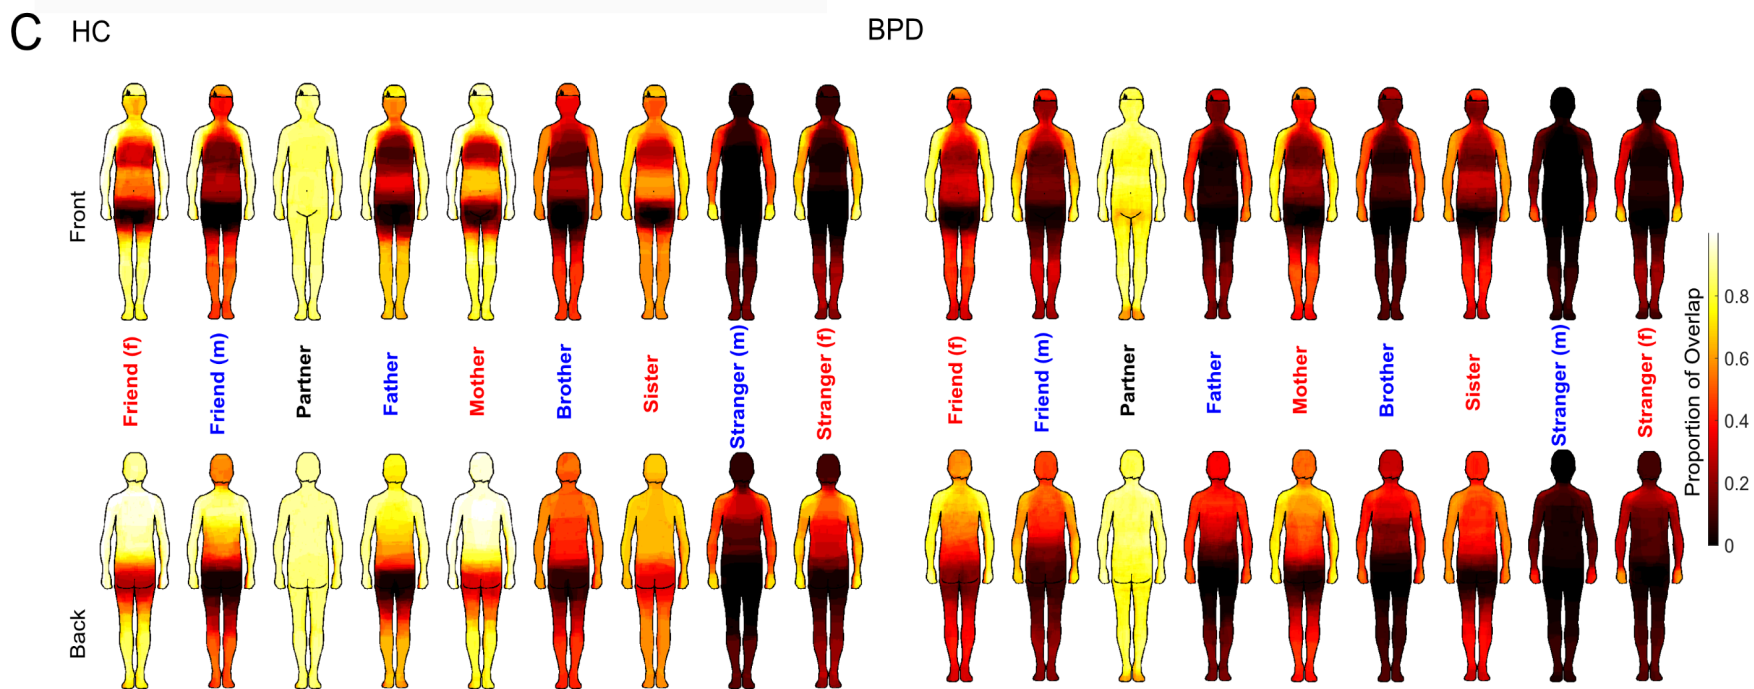 C HC BPD
Front
Friend (f) Friend (m) Partner Father Mother Brother Sister Stranger (m) Stranger (f)
Friend (f) Friend (m) Partner Father Mother Brother Sister Stranger (m) Stranger (f)
Back
Proportion of Overlap
0.8
0.6
0.4
0.2
0